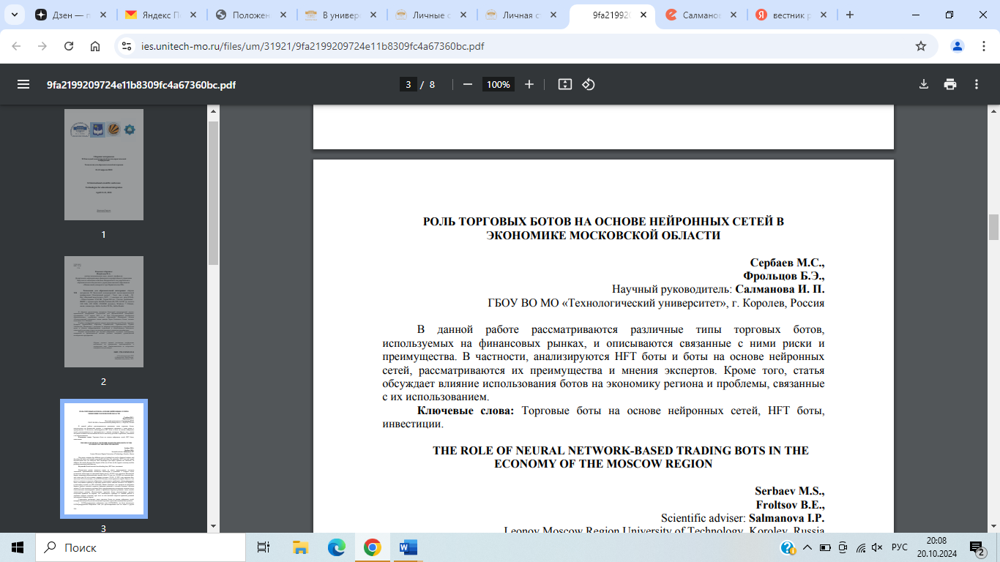 Дзен — п
Яндекс П
Положен
В универ
Личные с
Личная с
9fa21992
Салманов
вестник р
ies.unitech-mo.ru/files/um/31921/9fa2199209724e11b8309fc4a67360bc.pdf
9fa2199209724e11b8309fc4a67360bc.pdf
3 / 8
100%
1
2
3
РОЛЬ ТОРГОВЫХ БОТОВ НА ОСНОВЕ НЕЙРОННЫХ СЕТЕЙ В
ЭКОНОМИКЕ МОСКОВСКОЙ ОБЛАСТИ
Сербаев М.С.,
Фрольцов Б.Э.,
Научный руководитель: Салманова И. П.
ГБОУ ВО МО «Технологический университет», г. Королев, Россия
В данной работе рассматриваются различные типы торговых ботов,
используемых на финансовых рынках, и описываются связанные с ними риски и
преимущества. В частности, анализируются HFT боты и боты на основе нейронных
сетей, рассматриваются их преимущества и мнения экспертов. Кроме того, статья
обсуждает влияние использования ботов на экономику региона и проблемы, связанные
с их использованием.
Ключевые слова: Торговые боты на основе нейронных сетей, HFT боты,
инвестиции.
THE ROLE OF NEURAL NETWORK-BASED TRADING BOTS IN THE
ECONOMY OF THE MOSCOW REGION
Serbaev M.S.,
Froltsov B.E.,
Scientific adviser: Salmanova I.P.
Leonov Moscow Region University of Technology, Korolev, Russia
Поиск
РУС
20:08
20.10.2024
2